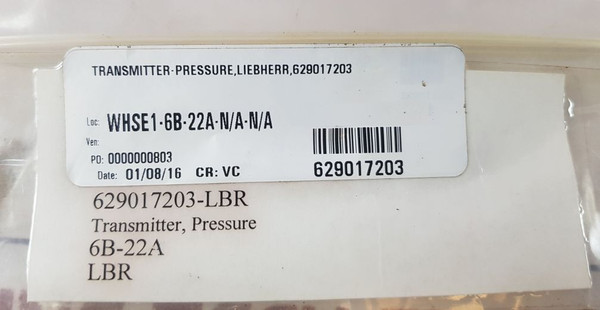 TRANSMITTER-PRESSURE,LIEBHERR,629017203
Loc: WHSE1-6B-22A-N/A-N/A
Ven:
PO: 0000000803
Date: 01/08/16 CR: VC
629017203
629017203-LBR
Transmitter, Pressure
6B-22A
LBR